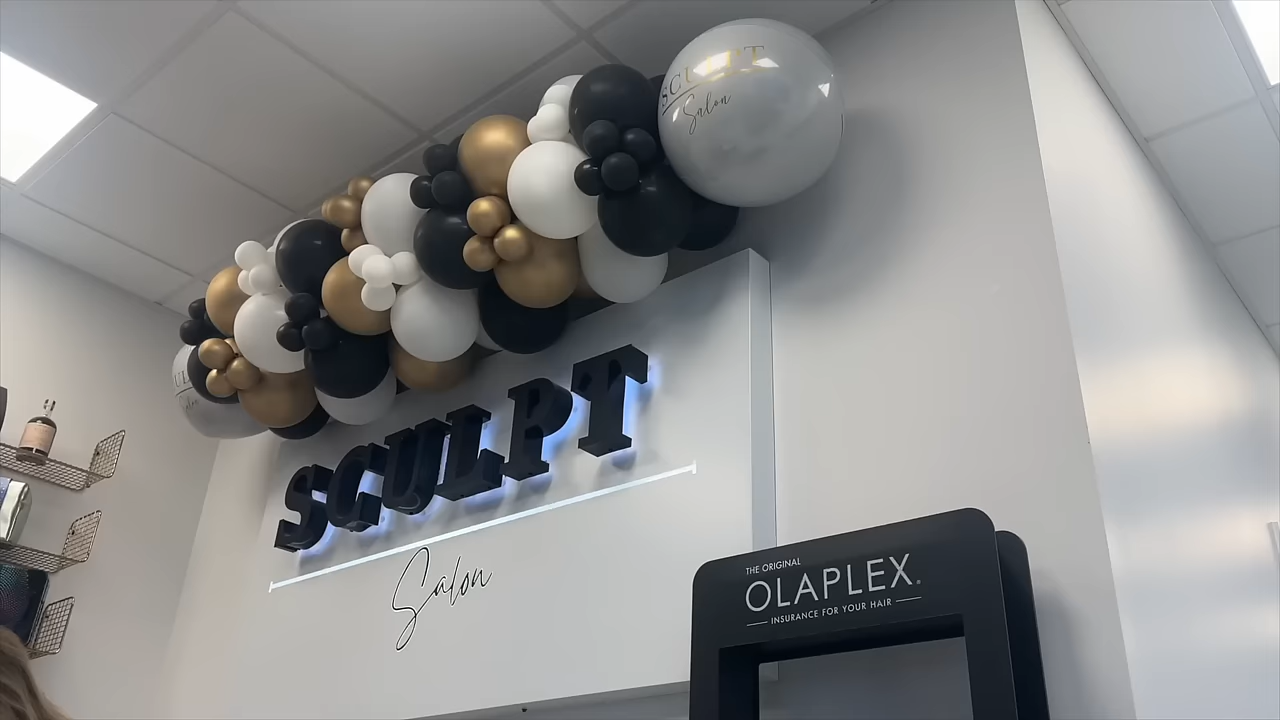 SCULPT
Salon
SCULPT
Salon
THE ORIGINAL
OLAPLEX®
INSURANCE FOR YOUR HAIR